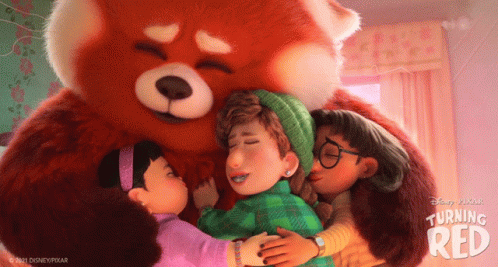 Disney PIXAR
TURNING
RED
© 2021 DISNEY/PIXAR